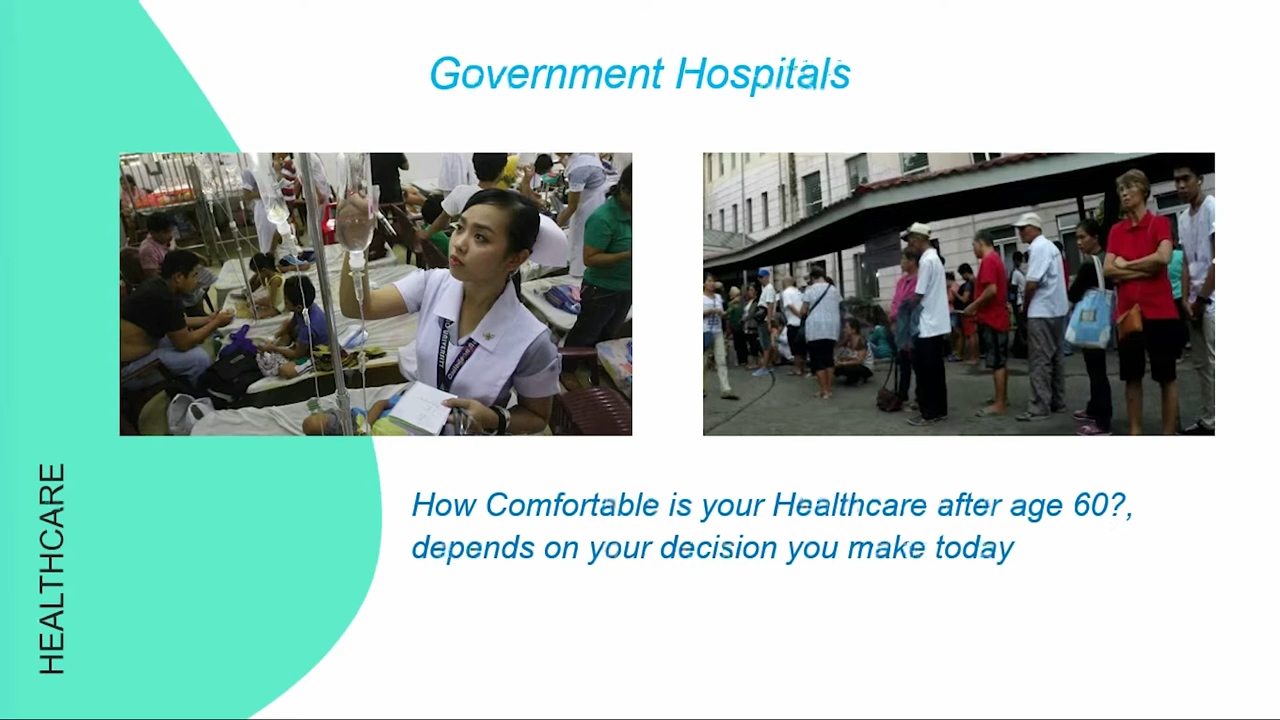 Government Hospitals
HEALTHCARE
How Comfortable is your Healthcare after age 60?,
depends on your decision you make today